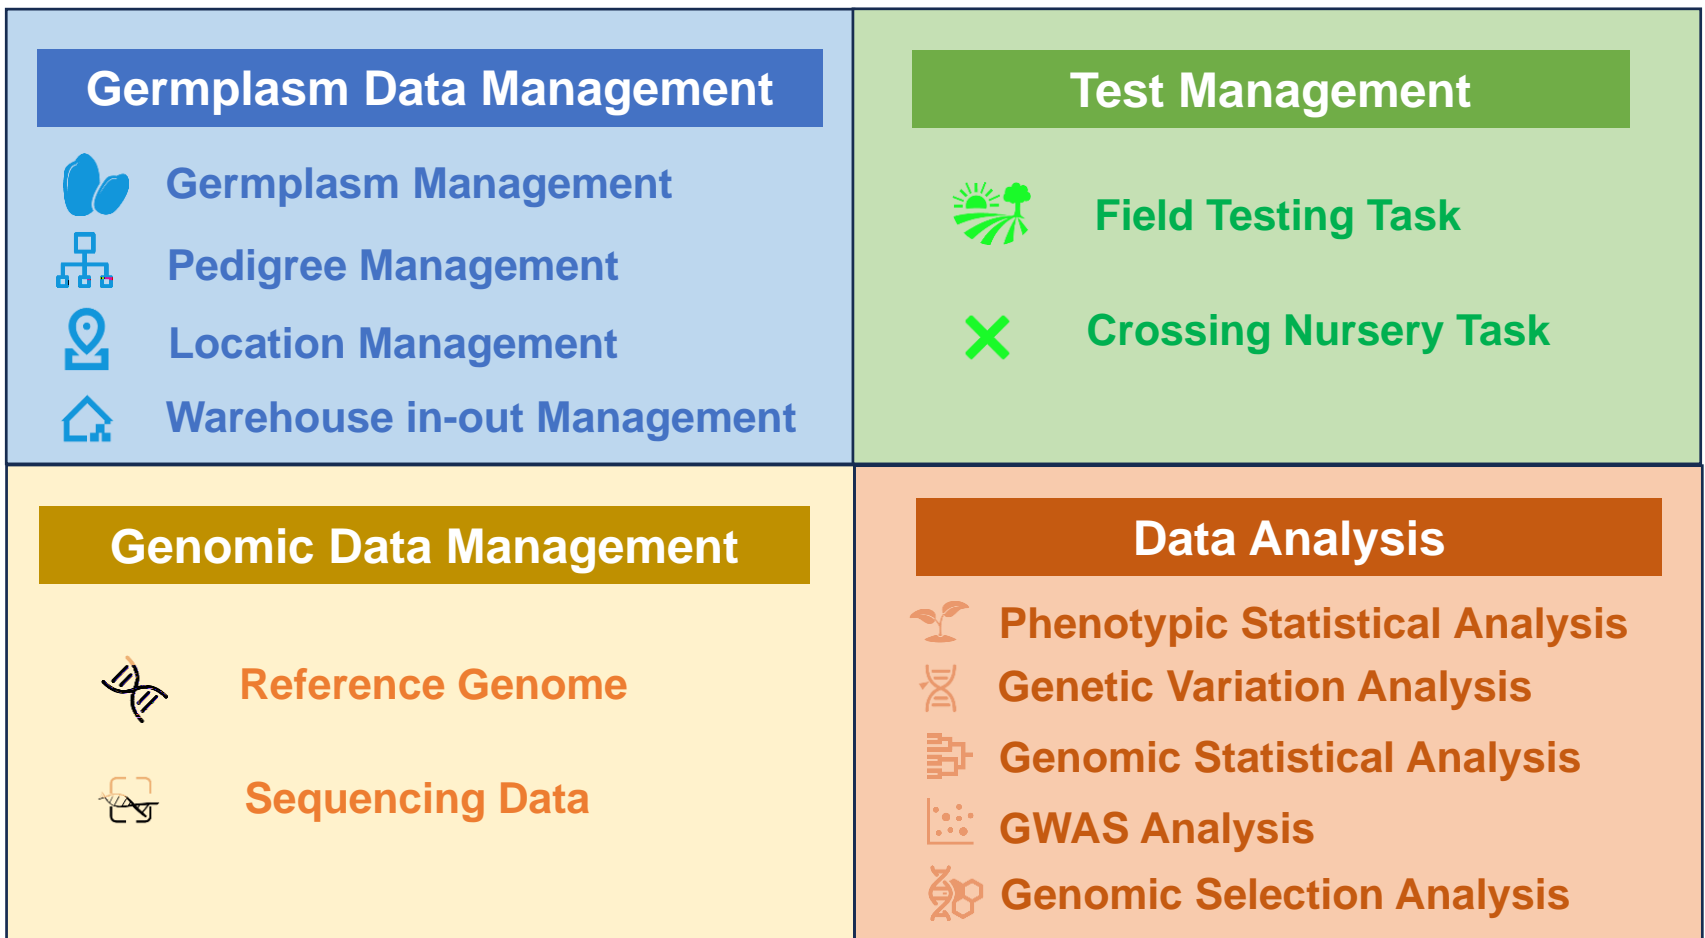 Germplasm Data Management
Germplasm Management
Pedigree Management
Location Management
Warehouse in-out Management
Test Management
Field Testing Task
Crossing Nursery Task
Genomic Data Management
Reference Genome
Sequencing Data
Data Analysis
Phenotypic Statistical Analysis
Genetic Variation Analysis
Genomic Statistical Analysis
GWAS Analysis
Genomic Selection Analysis